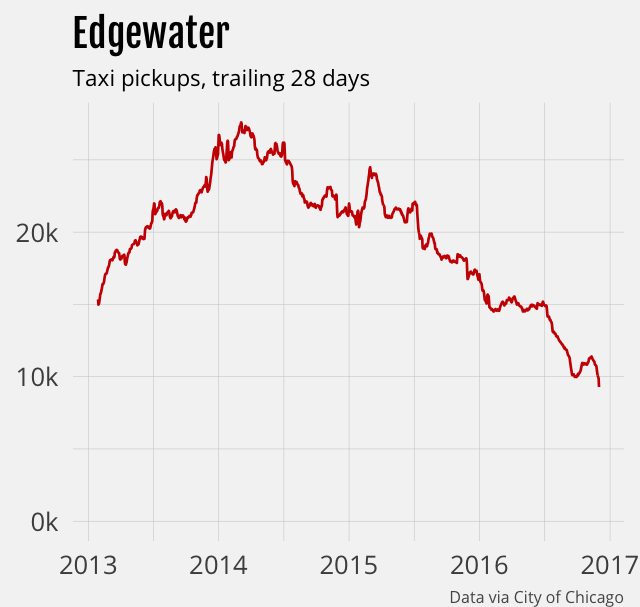 Edgewater
Taxi pickups, trailing 28 days
20k
10k
0k
2013 2014 2015 2016 2017
Data via City of Chicago